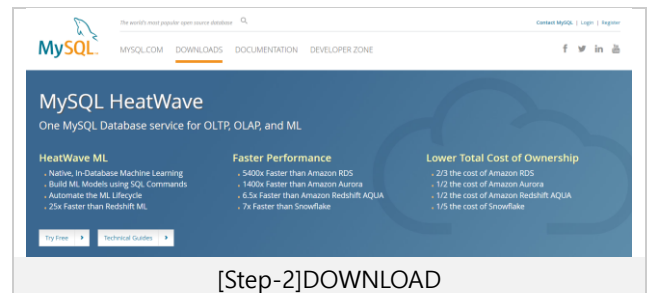 The world's most popular open source database
Contact MySQL | Login | Register
MySQL
MYSQL.COM DOWNLOADS DOCUMENTATION DEVELOPER ZONE
MySQL HeatWave
One MySQL Database service for OLTP, OLAP, and ML
HeatWave ML
Native, In-Database Machine Learning
Build ML Models using SQL Commands
Automate the ML Lifecycle
25x Faster than Redshift ML
Faster Performance
5400x Faster than Amazon RDS
1400x Faster than Amazon Aurora
6.5x Faster than Amazon Redshift AQUA
7x Faster than Snowflake
Lower Total Cost of Ownership
2/3 the cost of Amazon RDS
1/2 the cost of Amazon Aurora
1/2 the cost of Amazon Redshift AQUA
1/5 the cost of Snowflake
Try Free
Technical Guides
[Step-2]DOWNLOAD